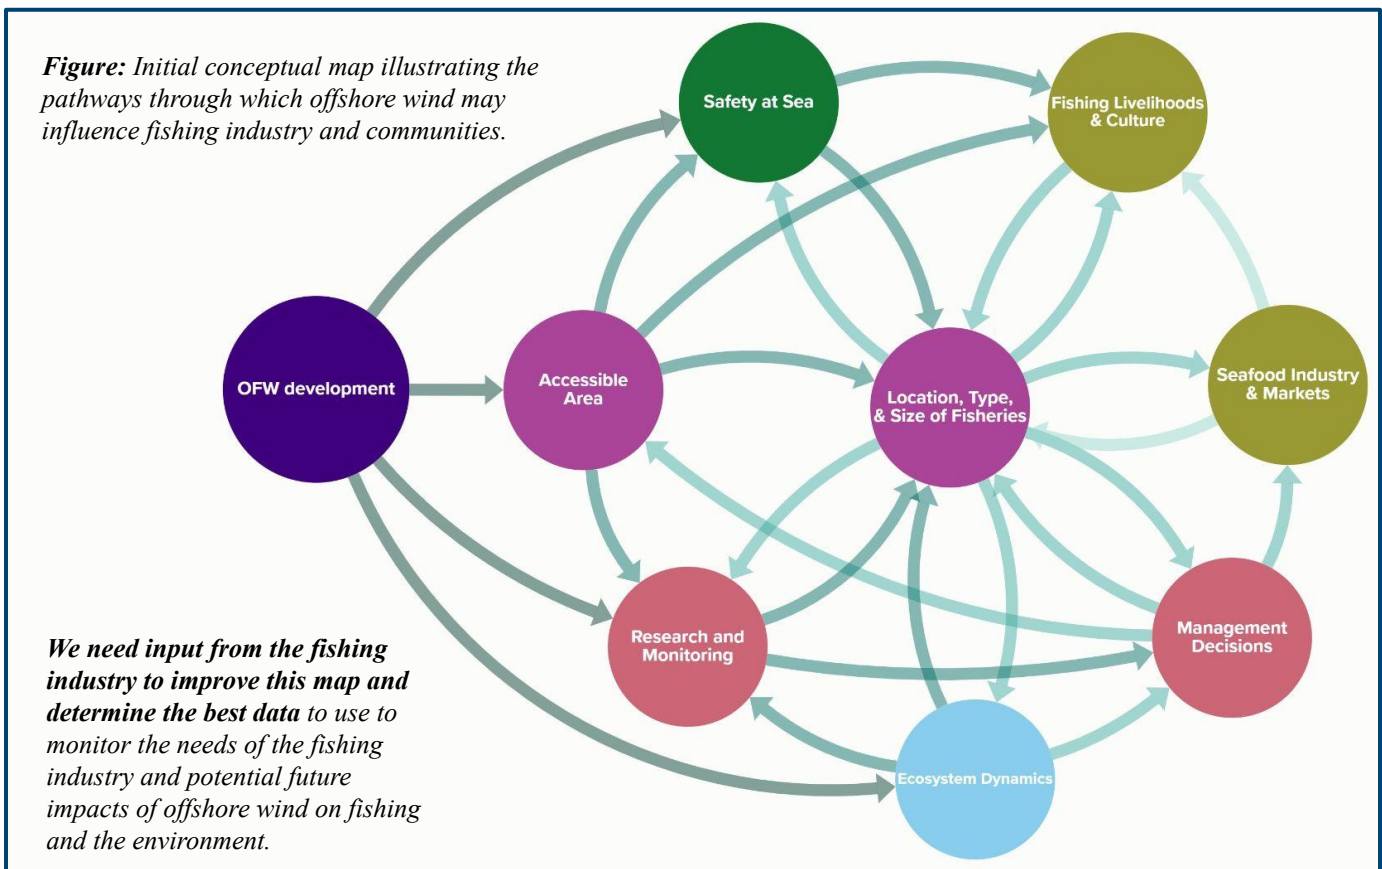 Figure: Initial conceptual map illustrating the
pathways through which offshore wind may
influence fishing industry and communities.
Safety at Sea
Fishing Livelihoods
& Culture
OFW development
Accessible
Area
Location, Type,
& Size of Fisheries
Seafood Industry
& Markets
Research and
Monitoring
Management
Decisions
Ecosystem Dynamics
We need input from the fishing
industry to improve this map and
determine the best data to use to
monitor the needs of the fishing
industry and potential future
impacts of offshore wind on fishing
and the environment.